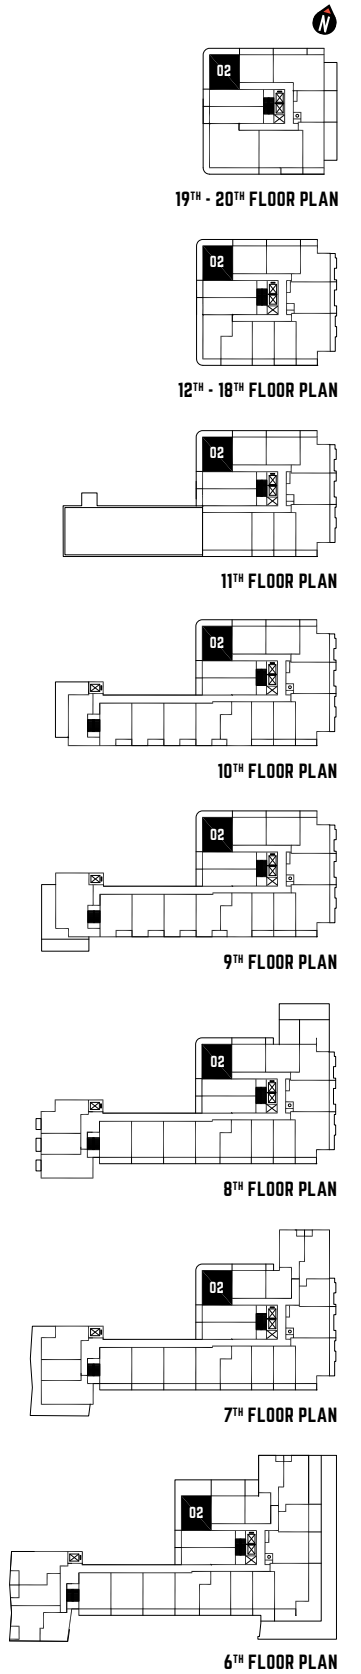 N
02
19TH - 20TH FLOOR PLAN
02
12TH - 18TH FLOOR PLAN
02
11TH FLOOR PLAN
02
10TH FLOOR PLAN
02
9TH FLOOR PLAN
02
8TH FLOOR PLAN
02
7TH FLOOR PLAN
02
6TH FLOOR PLAN